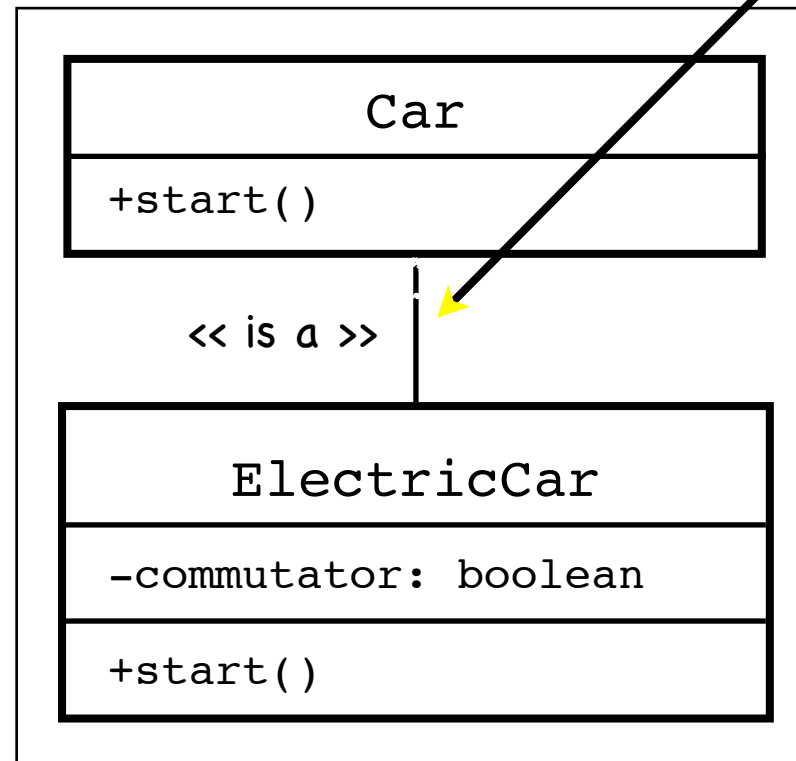 Car
+start()
<< is a >>
ElectricCar
-commutator: boolean
+start()